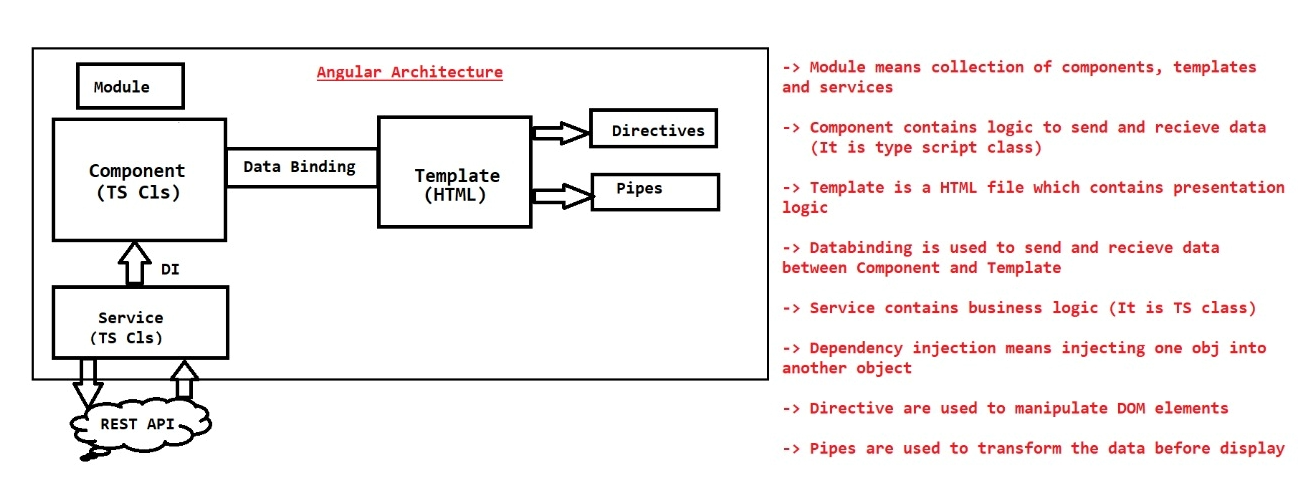 Angular Architecture
Module
Component
(TS Cls)
Data Binding
Template
(HTML)
Directives
Pipes
DI
Service
(TS Cls)
REST API
-> Module means collection of components, templates
and services
-> Component contains logic to send and recieve data
(It is type script class)
-> Template is a HTML file which contains presentation
logic
-> Databinding is used to send and recieve data
between Component and Template
-> Service contains business logic (It is TS class)
-> Dependency injection means injecting one obj into
another object
-> Directive are used to manipulate DOM elements
-> Pipes are used to transform the data before display